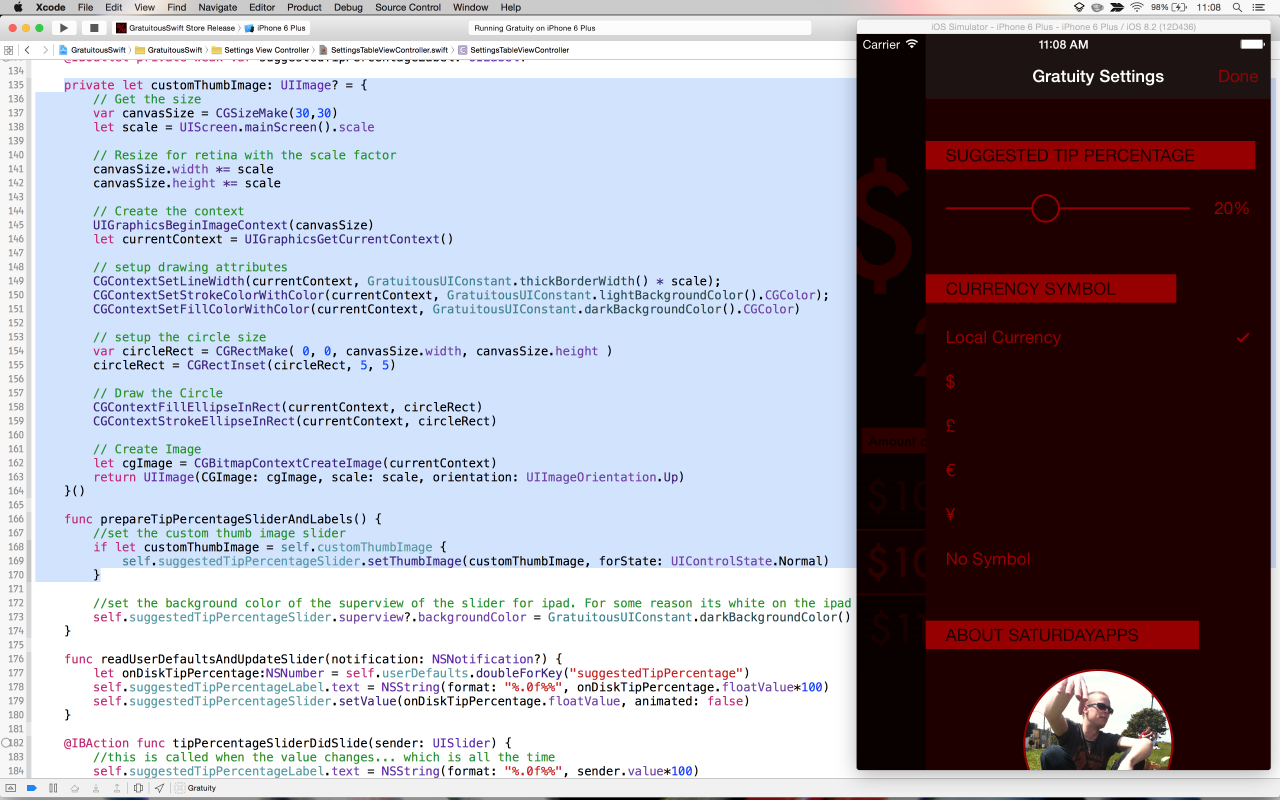 Xcode File Edit View Find Navigate Editor Product Debug Source Control Window Help 98% 11:08
GratuitousSwift Store Release iPhone 6 Plus Running Gratuity on iPhone 6 Plus
GratuitousSwift GratuitousSwift Settings View Controller SettingsTableViewController.swift C SettingsTableViewController
134
135 private let customThumbImage: UIImage? = {
136 // Get the size
137 var canvasSize = CGSizeMake(30,30)
138 let scale = UIScreen.mainScreen().scale
139
140 // Resize for retina with the scale factor
141 canvasSize.width *= scale
142 canvasSize.height *= scale
143
144 // Create the context
145 UIGraphicsBeginImageContext(canvasSize)
146 let currentContext = UIGraphicsGetCurrentContext()
147
148 // setup drawing attributes
149 CGContextSetLineWidth(currentContext, GratuitousUIConstant.thickBorderWidth() * scale);
150 CGContextSetStrokeColorWithColor(currentContext, GratuitousUIConstant.lightBackgroundColor().CGColor);
151 CGContextSetFillColorWithColor(currentContext, GratuitousUIConstant.darkBackgroundColor().CGColor)
152
153 // setup the circle size
154 var circleRect = CGRectMake( 0, 0, canvasSize.width, canvasSize.height )
155 circleRect = CGRectInset(circleRect, 5, 5)
156
157 // Draw the Circle
158 CGContextFillEllipseInRect(currentContext, circleRect)
159 CGContextStrokeEllipseInRect(currentContext, circleRect)
160
161 // Create Image
162 let cgImage = CGBitmapContextCreateImage(currentContext)
163 return UIImage(CGImage: cgImage, scale: scale, orientation: UIImageOrientation.Up)
164 }()
165
166 func prepareTipPercentageSliderAndLabels() {
167 //set the custom thumb image slider
168 if let customThumbImage = self.customThumbImage {
169 self.suggestedTipPercentageSlider.setThumbImage(customThumbImage, forState: UIControlState.Normal)
170 }
171
172 //set the background color of the superview of the slider for ipad. For some reason its white on the ipad
173 self.suggestedTipPercentageSlider.superview?.backgroundColor = GratuitousUIConstant.darkBackgroundColor()
174 }
175
176 func readUserDefaultsAndUpdateSlider(notification: NSNotification?) {
177 let onDiskTipPercentage:NSNumber = self.userDefaults.doubleForKey("suggestedTipPercentage")
178 self.suggestedTipPercentageLabel.text = NSString(format: "%.0f%%", onDiskTipPercentage.floatValue*100)
179 self.suggestedTipPercentageSlider.setValue(onDiskTipPercentage.floatValue, animated: false)
180 }
181
182 @IBAction func tipPercentageSliderDidSlide(sender: UISlider) {
183 //this is called when the value changes... which is all the time
184 self.suggestedTipPercentageLabel.text = NSString(format: "%.0f%%", sender.value*100)
Gratuity
iOS Simulator - iPhone 6 Plus - iPhone 6 Plus / iOS 8.2 (12D436)
Carrier 11:08 AM
Gratuity Settings Done
SUGGESTED TIP PERCENTAGE
20%
CURRENCY SYMBOL
Local Currency
$
£
€
¥
No Symbol
ABOUT SATURDAYAPPS
$
Amount
$10
$10
$11